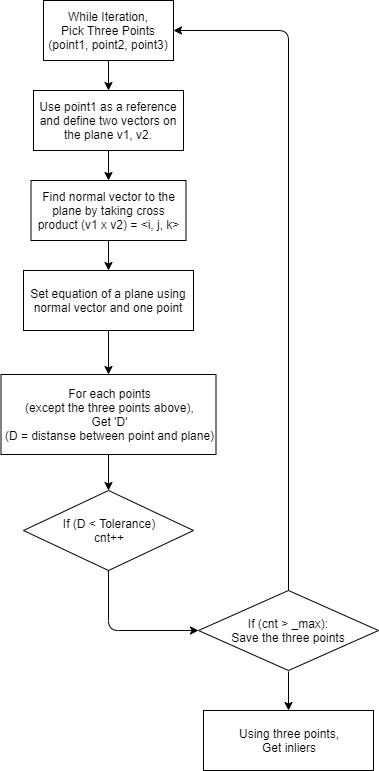 While Iteration,
Pick Three Points
(point1, point2, point3)
Use point1 as a reference
and define two vectors on
the plane v1, v2.
Find normal vector to the
plane by taking cross
product (v1 x v2) = <i, j, k>
Set equation of a plane using
normal vector and one point
For each points
(except the three points above),
Get 'D'
(D = distanse between point and plane)
If (D < Tolerance)
cnt++
If (cnt > _max):
Save the three points
Using three points,
Get inliers